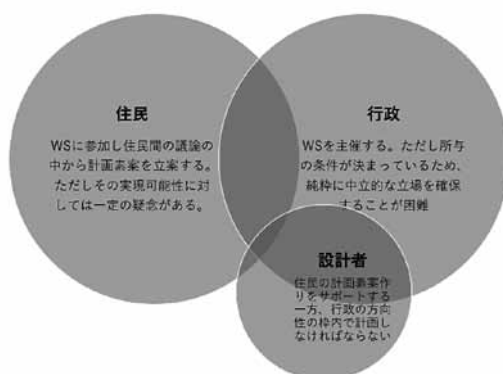 住民
WSに参加し住民間の議論の
中から計画素案を立案する。
ただしその実現可能性に対
しては一定の疑念がある。
行政
WSを主催する。ただし所与
の条件が決まっているため、
純粋に中立的な立場を確保
することが困難
設計者
住民の計画素案作
りをサポートする
一方、行政の方向
性の枠内で計画し
なければならない